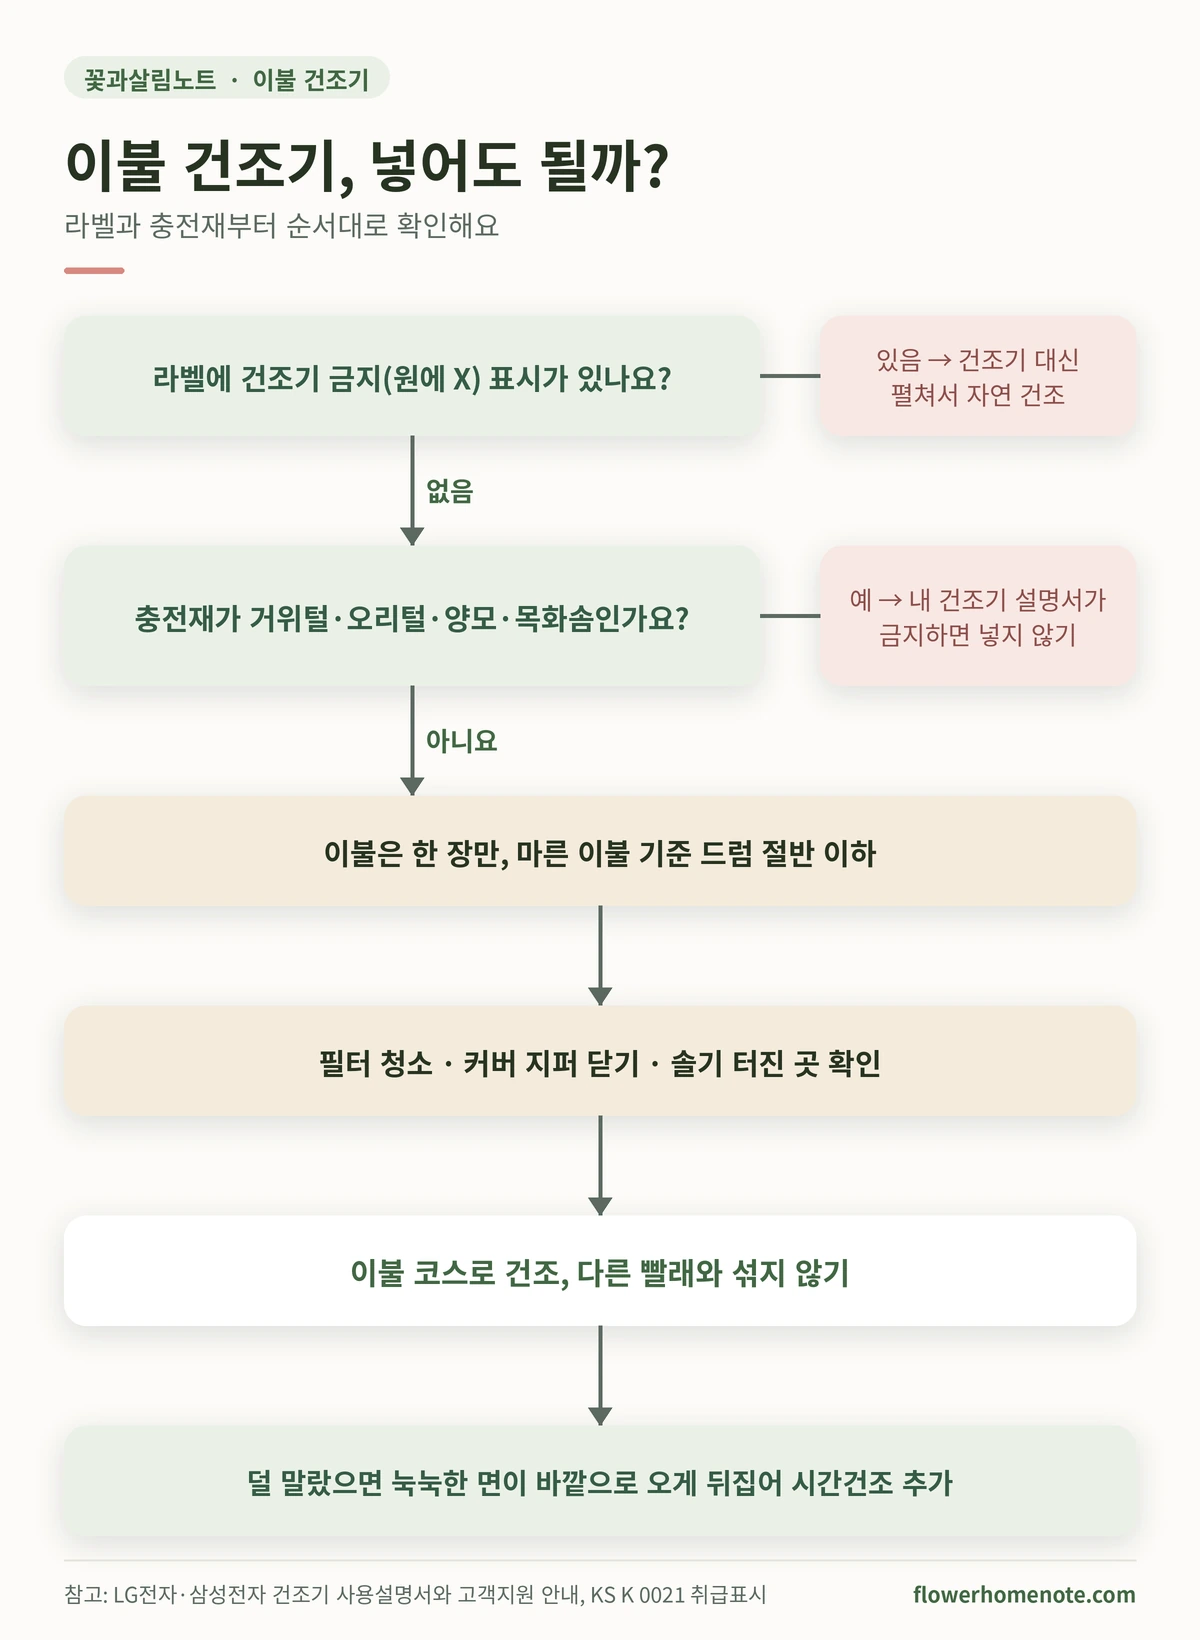 꽃과살림노트 · 이불 건조기
이불 건조기, 넣어도 될까?
라벨과 충전재부터 순서대로 확인해요
라벨에 건조기 금지(원에 X) 표시가 있나요?
있음 → 건조기 대신
펼쳐서 자연 건조
없음
충전재가 거위털·오리털·양모·목화솜인가요?
예 → 내 건조기 설명서가
금지하면 넣지 않기
아니요
이불은 한 장만, 마른 이불 기준 드럼 절반 이하
필터 청소 · 커버 지퍼 닫기 · 솔기 터진 곳 확인
이불 코스로 건조, 다른 빨래와 섞지 않기
덜 말랐으면 눅눅한 면이 바깥으로 오게 뒤집어 시간건조 추가
참고: LG전자·삼성전자 건조기 사용설명서와 고객지원 안내, KS K 0021 취급표시
flowerhomenote.com